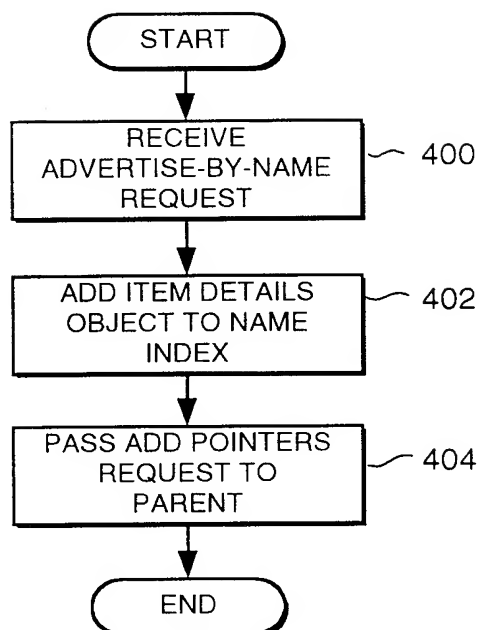 START
RECEIVE
ADVERTISE-BY-NAME
REQUEST
400
ADD ITEM DETAILS
OBJECT TO NAME
INDEX
402
PASS ADD POINTERS
REQUEST TO
PARENT
404
END